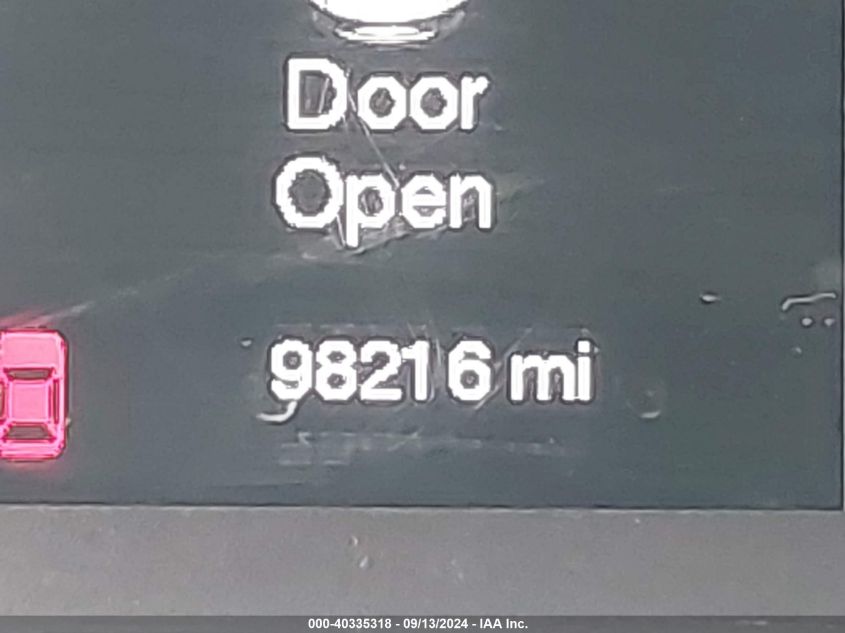 Door
Open
98216 mi
000-40335318 - 09/13/2024 - IAA Inc.